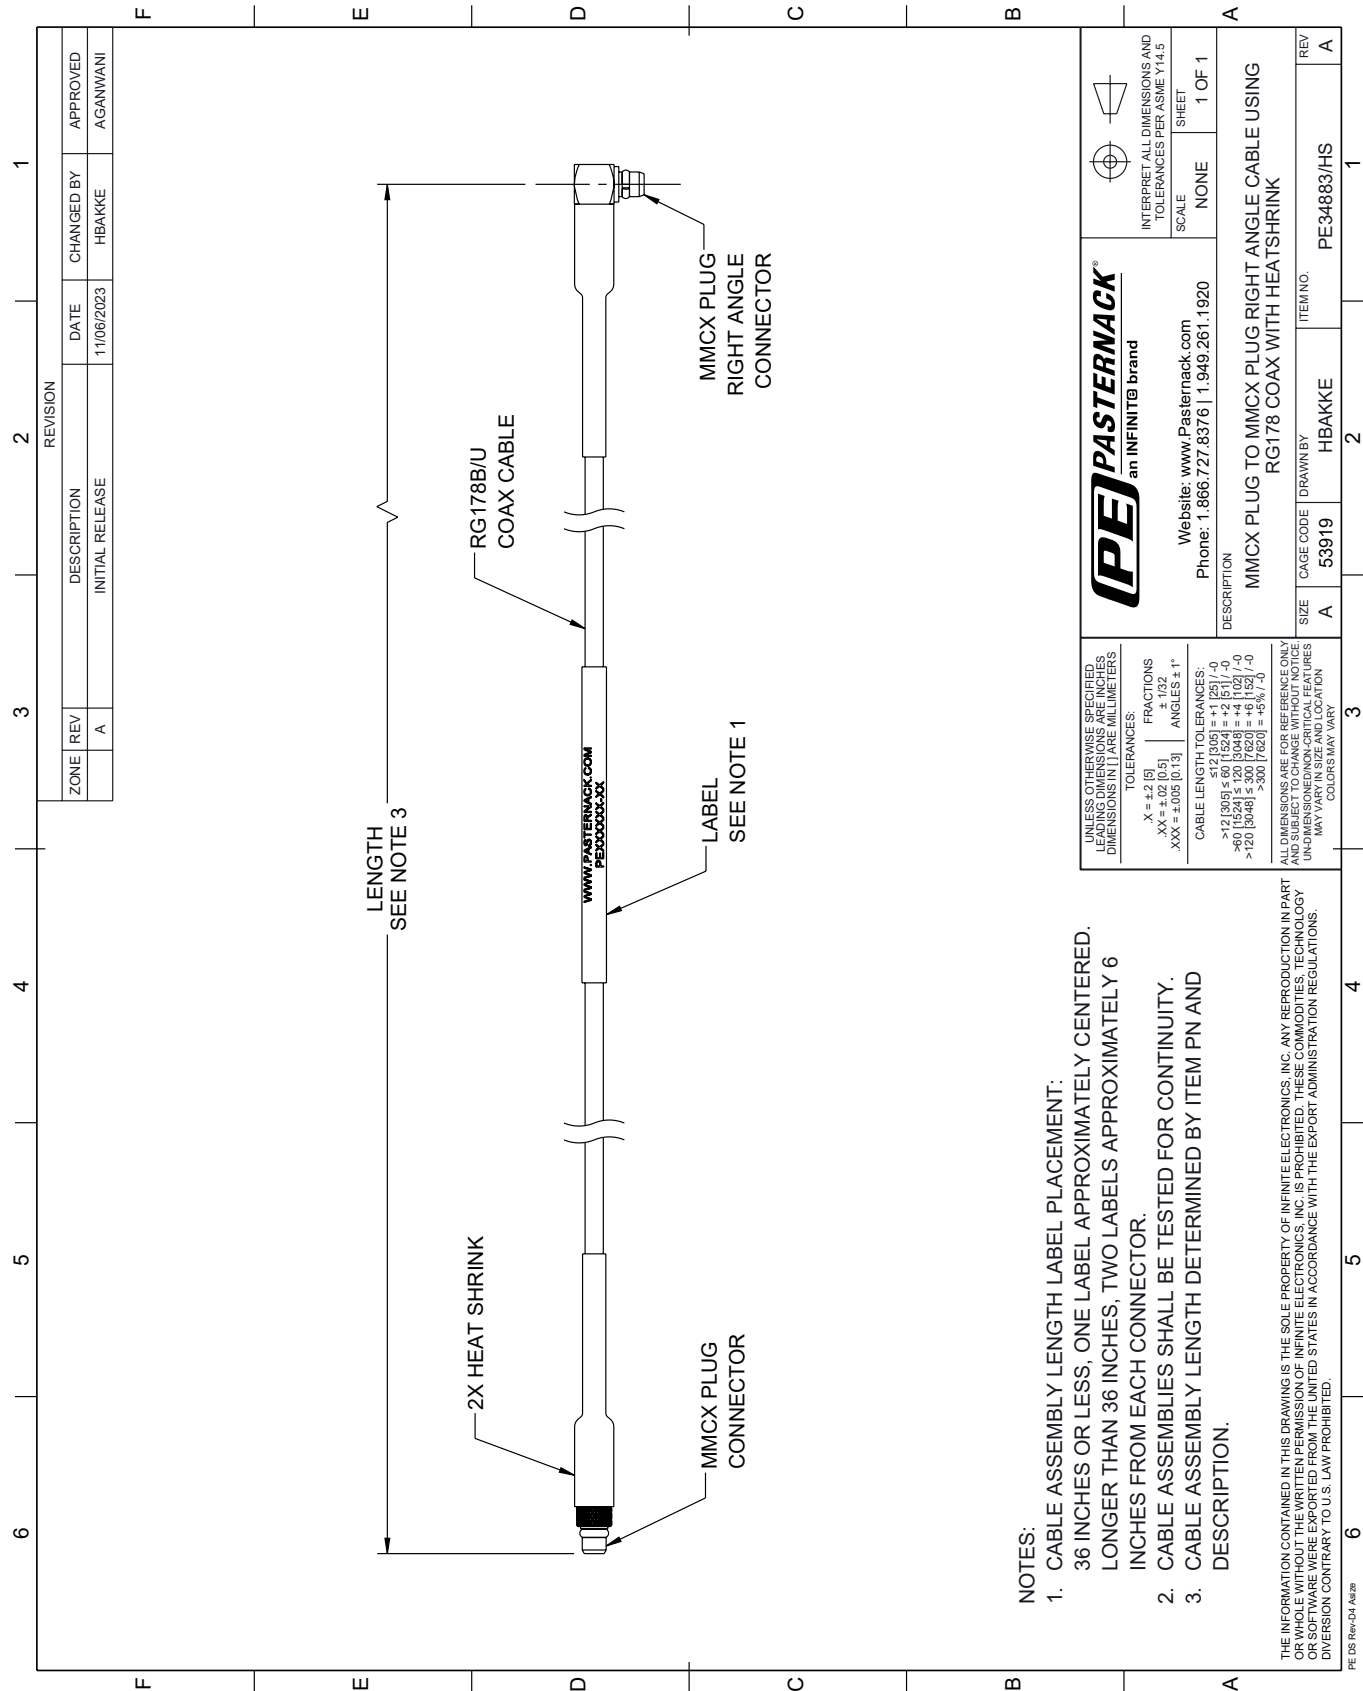 6 5 4 3 2 1
F
E
D
C
B
A
REVISION
ZONE REV DESCRIPTION DATE CHANGED BY APPROVED
A INITIAL RELEASE 11/06/2023 HBAKKE AGANWANI
LENGTH
SEE NOTE 3
2X HEAT SHRINK
RG178B/U
COAX CABLE
WWW.PASTERNACK.COM
PEXXXXXX-XX
MMCX PLUG
CONNECTOR
LABEL
SEE NOTE 1
MMCX PLUG
RIGHT ANGLE
CONNECTOR
NOTES:
1. CABLE ASSEMBLY LENGTH LABEL PLACEMENT:
36 INCHES OR LESS, ONE LABEL APPROXIMATELY CENTERED.
LONGER THAN 36 INCHES, TWO LABELS APPROXIMATELY 6
INCHES FROM EACH CONNECTOR.
2. CABLE ASSEMBLIES SHALL BE TESTED FOR CONTINUITY.
3. CABLE ASSEMBLY LENGTH DETERMINED BY ITEM PN AND
DESCRIPTION.
THE INFORMATION CONTAINED IN THIS DRAWING IS THE SOLE PROPERTY OF INFINITE ELECTRONICS, INC. ANY REPRODUCTION IN PART
OR WHOLE WITHOUT THE WRITTEN PERMISSION OF INFINITE ELECTRONICS, INC. IS PROHIBITED. THESE COMMODITIES, TECHNOLOGY
OR SOFTWARE WERE EXPORTED FROM THE UNITED STATES IN ACCORDANCE WITH THE EXPORT ADMINISTRATION REGULATIONS.
DIVERSION CONTRARY TO U.S. LAW PROHIBITED.
UNLESS OTHERWISE SPECIFIED
LEADING DIMENSIONS ARE INCHES
DIMENSIONS IN [ ] ARE MILLIMETERS
TOLERANCES:
.X = ±.2 [5] FRACTIONS
.XX = ±.02 [0.5] ± 1/32
.XXX = ±.005 [0.13] ANGLES ± 1°
CABLE LENGTH TOLERANCES:
≤12 [305] = +1 [25] / -0
>12 [305] ≤ 60 [1524] = +2 [51] / -0
>60 [1524] ≤ 120 [3048] = +4 [102] / -0
>120 [3048] ≤ 300 [7620] = +6 [152] / -0
>300 [7620] = +5% / -0
ALL DIMENSIONS ARE FOR REFERENCE ONLY
AND SUBJECT TO CHANGE WITHOUT NOTICE.
UN-DIMENSIONED/NON-CRITICAL FEATURES
MAY VARY IN SIZE AND LOCATION
COLORS MAY VARY
PE PASTERNACK®
an INFINIT@ brand
Website: www.Pasternack.com
Phone: 1.866.727.8376 | 1.949.261.1920
INTERPRET ALL DIMENSIONS AND
TOLERANCES PER ASME Y14.5
SCALE NONE
SHEET 1 OF 1
DESCRIPTION
MMCX PLUG TO MMCX PLUG RIGHT ANGLE CABLE USING
RG178 COAX WITH HEATSHRINK
SIZE CAGE CODE DRAWN BY ITEM NO. REV
A 53919 HBAKKE PE34883/HS A
6 5 4 3 2 1
F
E
D
C
B
A
PE DS Rev-D4 Asize